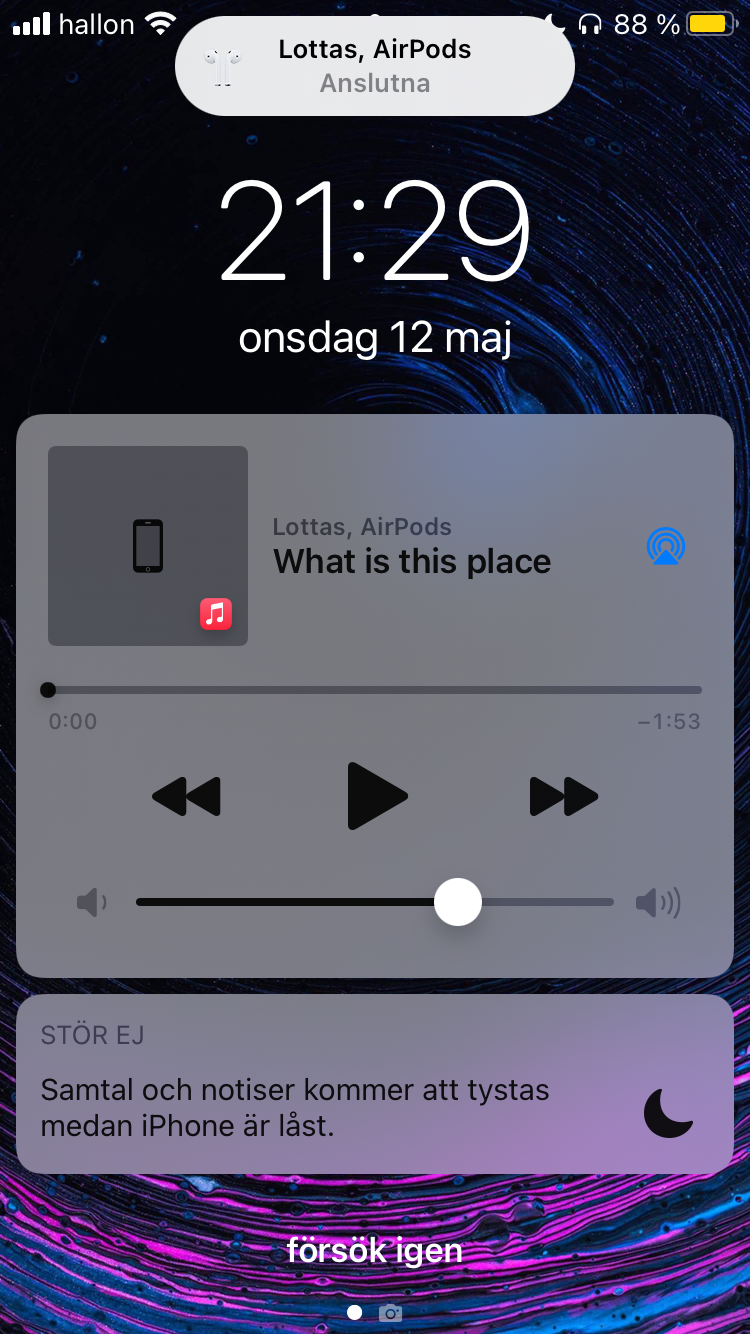 hallon 88 %
Lottas, AirPods
Anslutna
21:29
onsdag 12 maj
Lottas, AirPods
What is this place
0:00 −1:53
STÖR EJ
Samtal och notiser kommer att tystas
medan iPhone är låst.
försök igen